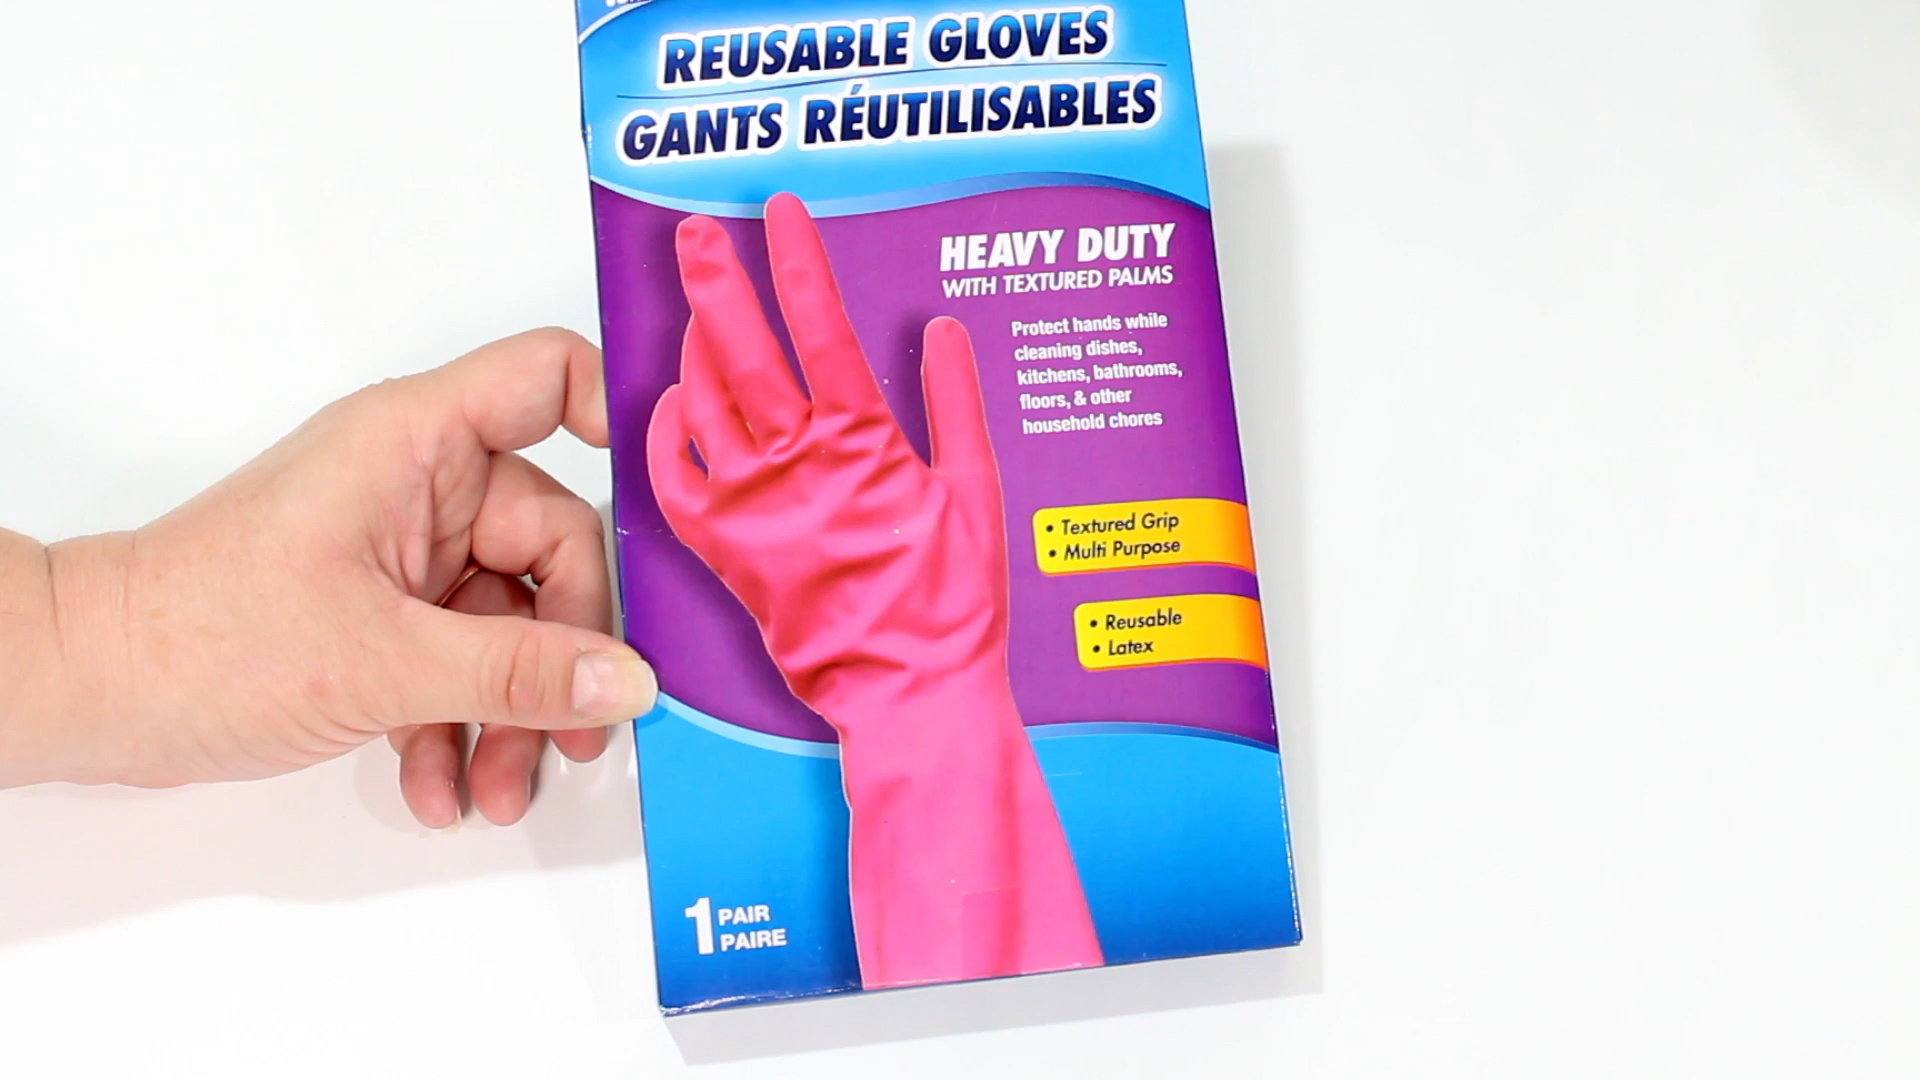 REUSABLE GLOVES
GANTS RÉUTILISABLES
HEAVY DUTY
WITH TEXTURED PALMS
Protect hands while
cleaning dishes,
kitchens, bathrooms,
floors, & other
household chores
• Textured Grip
• Multi Purpose
• Reusable
• Latex
1 PAIR
PAIRE